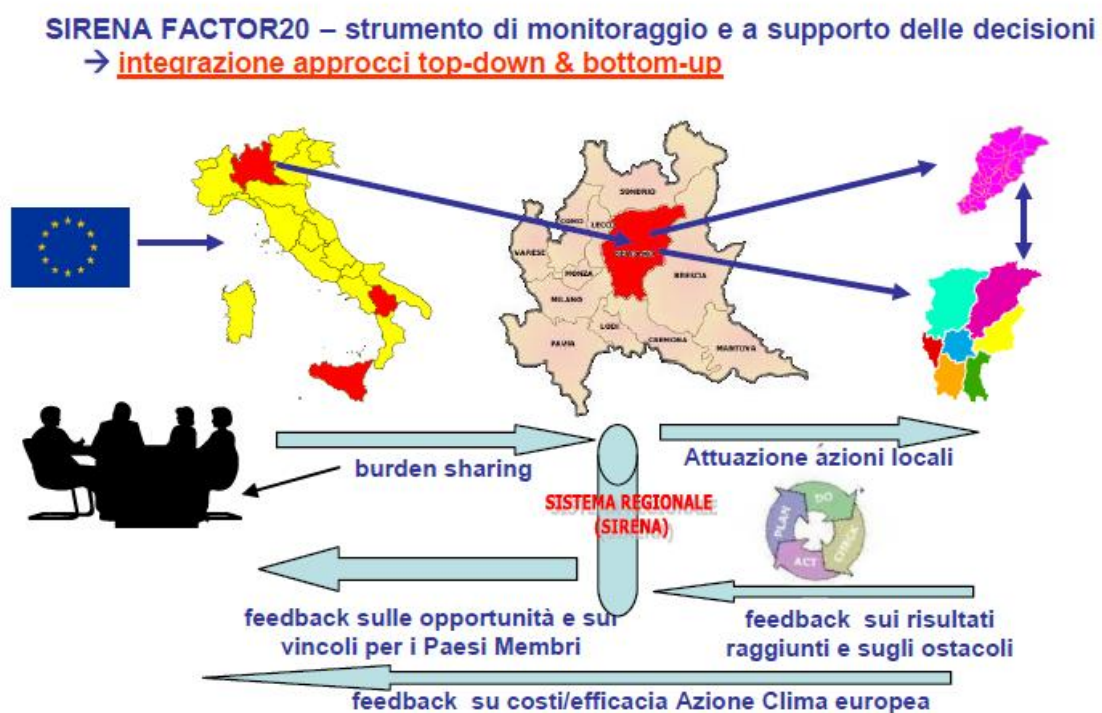 SIRENA FACTOR20 – strumento di monitoraggio e a supporto delle decisioni
→ integrazione approcci top-down & bottom-up
SONDRIO
COMO
LECCO
VARESE
BERGAMO
MONZA
BRESCIA
MILANO
LODI
PAVIA
CREMONA
MANTOVA
burden sharing
Attuazione azioni locali
SISTEMA REGIONALE
(SIRENA)
PLAN
DO
CHECK
ACT
feedback sulle opportunità e sui
vincoli per i Paesi Membri
feedback sui risultati
raggiunti e sugli ostacoli
feedback su costi/efficacia Azione Clima europea